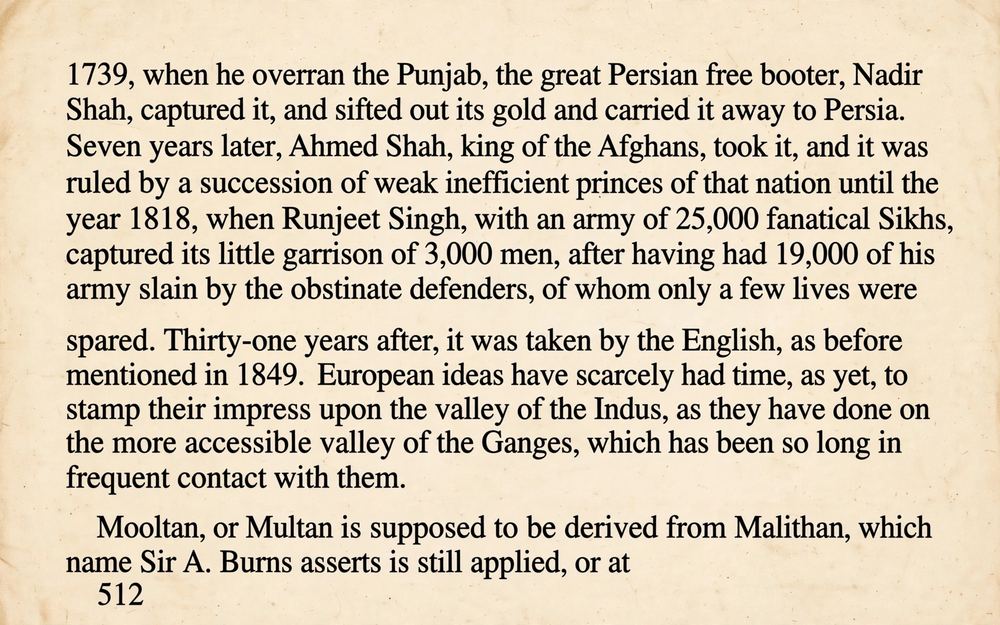 1739, when he overran the Punjab, the great Persian free booter, Nadir
Shah, captured it, and sifted out its gold and carried it away to Persia.
Seven years later, Ahmed Shah, king of the Afghans, took it, and it was
ruled by a succession of weak inefficient princes of that nation until the
year 1818, when Runjeet Singh, with an army of 25,000 fanatical Sikhs,
captured its little garrison of 3,000 men, after having had 19,000 of his
army slain by the obstinate defenders, of whom only a few lives were
spared. Thirty-one years after, it was taken by the English, as before
mentioned in 1849. European ideas have scarcely had time, as yet, to
stamp their impress upon the valley of the Indus, as they have done on
the more accessible valley of the Ganges, which has been so long in
frequent contact with them.
Mooltan, or Multan is supposed to be derived from Malithan, which
name Sir A. Burns asserts is still applied, or at
512